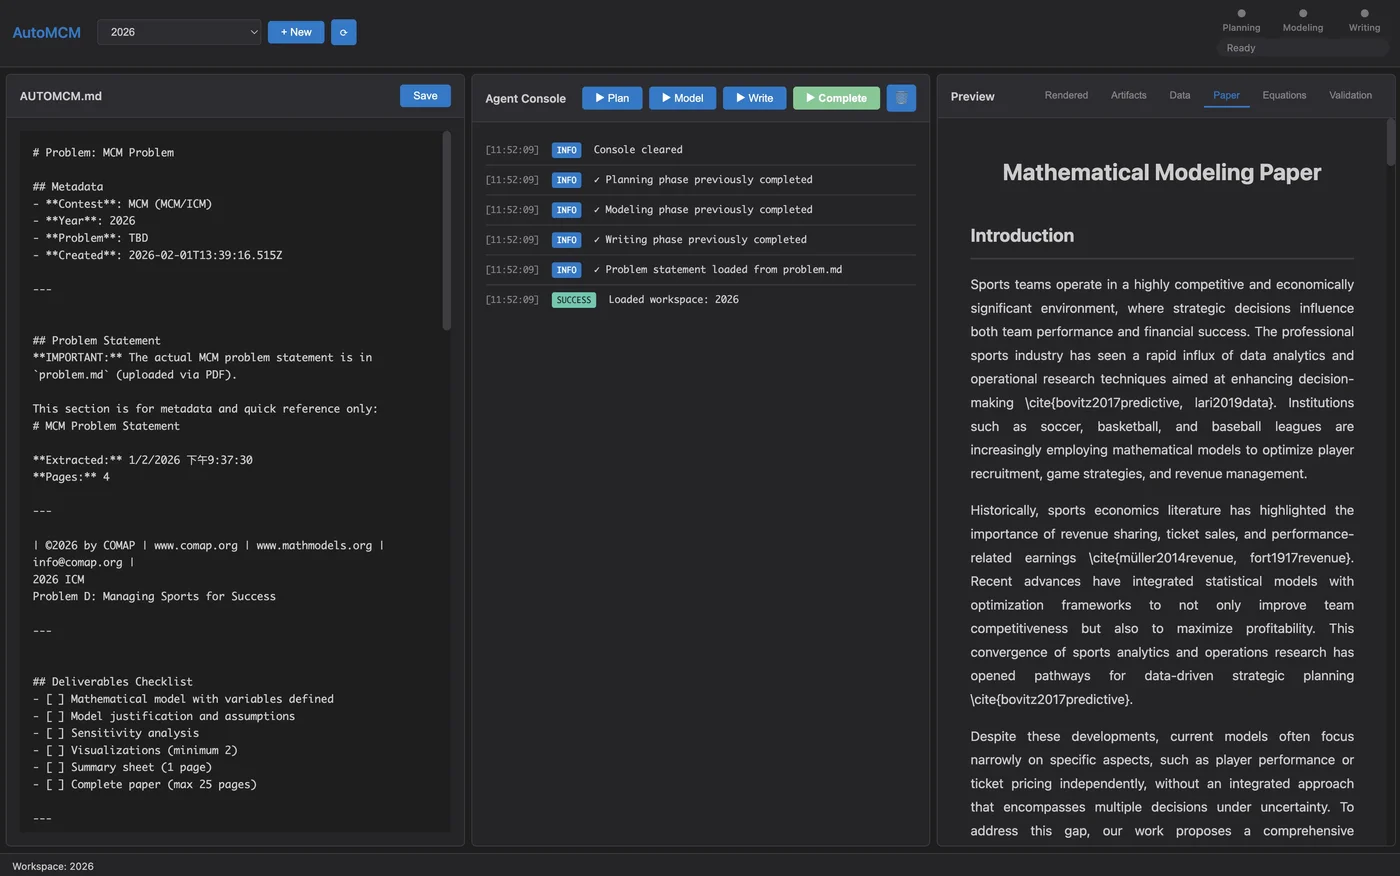 AutoMCM
2026
+ New
⟳
Planning
Modeling
Writing
Ready
AUTOMCM.md
Save
# Problem: MCM Problem
## Metadata
- **Contest**: MCM (MCM/ICM)
- **Year**: 2026
- **Problem**: TBD
- **Created**: 2026-02-01T13:39:16.515Z
---
## Problem Statement
**IMPORTANT:** The actual MCM problem statement is in
`problem.md` (uploaded via PDF).
This section is for metadata and quick reference only:
# MCM Problem Statement
**Extracted:** 1/2/2026 下午9:37:30
**Pages:** 4
---
| ©2026 by COMAP | www.comap.org | www.mathmodels.org |
info@comap.org |
2026 ICM
Problem D: Managing Sports for Success
---
## Deliverables Checklist
- [ ] Mathematical model with variables defined
- [ ] Model justification and assumptions
- [ ] Sensitivity analysis
- [ ] Visualizations (minimum 2)
- [ ] Summary sheet (1 page)
- [ ] Complete paper (max 25 pages)
---
Agent Console
▶ Plan
▶ Model
▶ Write
▶ Complete
[11:52:09] INFO Console cleared
[11:52:09] INFO ✓ Planning phase previously completed
[11:52:09] INFO ✓ Modeling phase previously completed
[11:52:09] INFO ✓ Writing phase previously completed
[11:52:09] INFO ✓ Problem statement loaded from problem.md
[11:52:09] SUCCESS Loaded workspace: 2026
Preview
Rendered
Artifacts
Data
Paper
Equations
Validation
Mathematical Modeling Paper
Introduction
Sports teams operate in a highly competitive and economically
significant environment, where strategic decisions influence
both team performance and financial success. The professional
sports industry has seen a rapid influx of data analytics and
operational research techniques aimed at enhancing decision-
making \cite{bovitz2017predictive, lari2019data}. Institutions
such as soccer, basketball, and baseball leagues are
increasingly employing mathematical models to optimize player
recruitment, game strategies, and revenue management.
Historically, sports economics literature has highlighted the
importance of revenue sharing, ticket sales, and performance-
related earnings \cite{müller2014revenue, fort1917revenue}.
Recent advances have integrated statistical models with
optimization frameworks to not only improve team
competitiveness but also to maximize profitability. This
convergence of sports analytics and operations research has
opened pathways for data-driven strategic planning
\cite{bovitz2017predictive}.
Despite these developments, current models often focus
narrowly on specific aspects, such as player performance or
ticket pricing independently, without an integrated approach
that encompasses multiple decisions under uncertainty. To
address this gap, our work proposes a comprehensive
Workspace: 2026